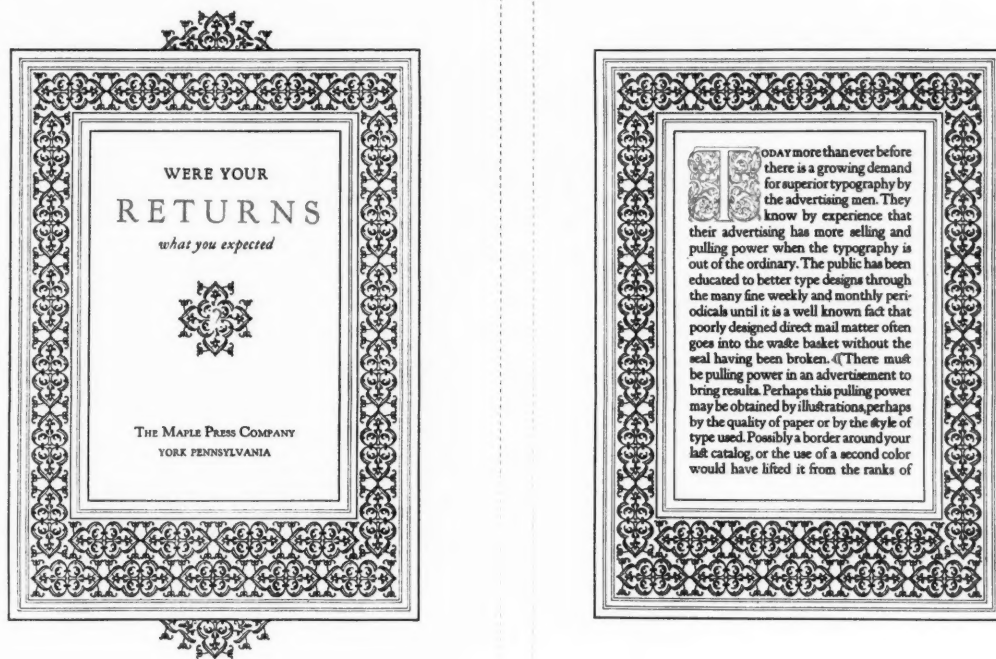 WERE YOUR
RETURNS
what you expected
THE MAPLE PRESS COMPANY
YORK PENNSYLVANIA
TODAY more than ever before
there is a growing demand
for superior typography by
the advertising men. They
know by experience that
their advertising has more selling and
pulling power when the typography is
out of the ordinary. The public has been
educated to better type designs through
the many fine weekly and monthly peri-
odicals until it is a well known fact that
poorly designed direct mail matter often
goes into the waste basket without the
seal having been broken. ⁋There must
be pulling power in an advertisement to
bring results. Perhaps this pulling power
may be obtained by illustrations,perhaps
by the quality of paper or by the style of
type used. Possibly a border around your
last catalog, or the use of a second color
would have lifted it from the ranks of